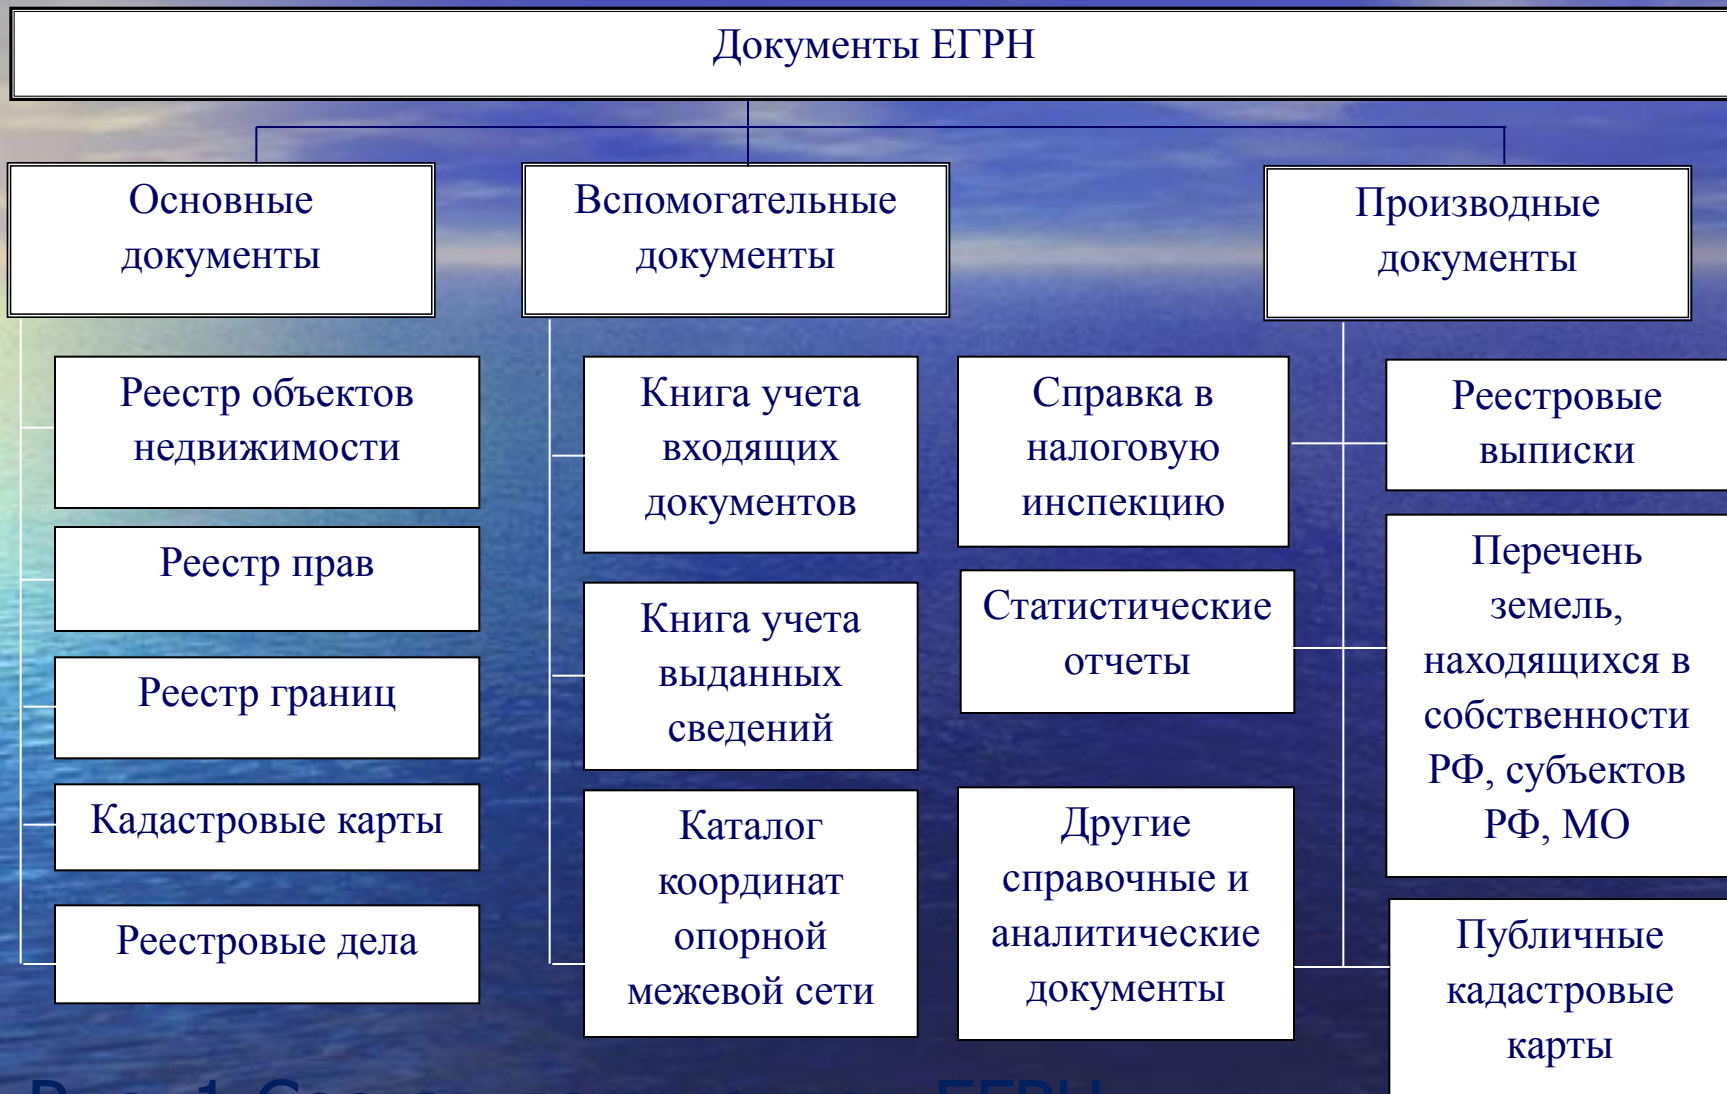 Документы ЕГРН
Основные
документы
Реестр объектов
недвижимости
Реестр прав
Реестр границ
Кадастровые карты
Реестровые дела
Вспомогательные
документы
Книга учета
входящих
документов
Книга учета
выданных
сведений
Каталог
координат
опорной
межевой сети
Производные
документы
Справка в
налоговую
инспекцию
Статистические
отчеты
Другие
справочные и
аналитические
документы
Реестровые
выписки
Перечень
земель,
находящихся в
собственности
РФ, субъектов
РФ, МО
Публичные
кадастровые
карты
1 ЕГРН